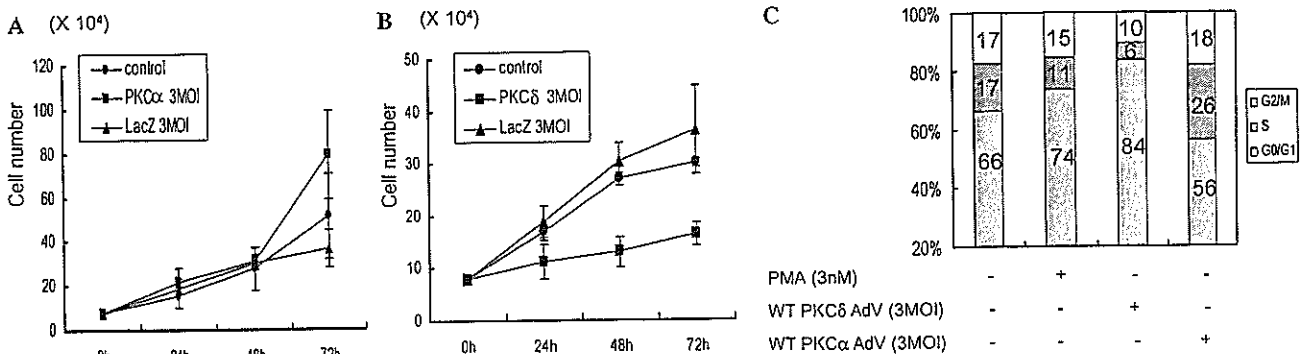 A (X 10⁴)
120
100
80
60
40
20
0
Cell number
control
PKCα 3MOI
LacZ 3MOI
72h
B (X 10⁴)
50
40
30
20
10
0
Cell number
control
PKCδ 3MOI
LacZ 3MOI
0h 24h 48h 72h
C
100%
80%
60%
40%
20%
17 15 10 18
17 11 6 26
66 74 84 56
G2/M
S
G0/G1
PMA (3nM) - + - -
WT PKCδ AdV (3MOI) - - + -
WT PKCα AdV (3MOI) - - - +